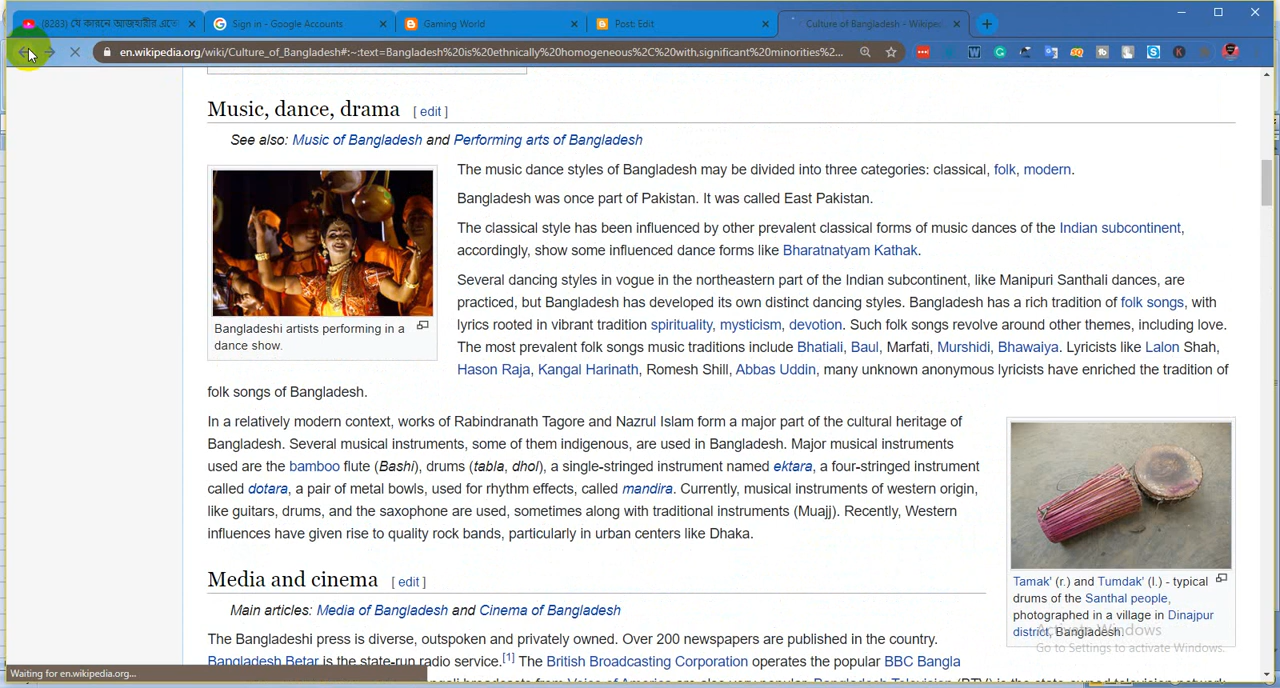 (8283) যে কারনে আজহারীর এতো
Sign in - Google Accounts
Gaming World
Post: Edit
Culture of Bangladesh - Wikipe
en.wikipedia.org/wiki/Culture_of_Bangladesh#:~:text=Bangladesh%20is%20ethnically%20homogeneous%2C%20with,significant%20minorities%2...
Music, dance, drama [ edit ]
See also: Music of Bangladesh and Performing arts of Bangladesh
The music dance styles of Bangladesh may be divided into three categories: classical, folk, modern.
Bangladesh was once part of Pakistan. It was called East Pakistan.
The classical style has been influenced by other prevalent classical forms of music dances of the Indian subcontinent,
accordingly, show some influenced dance forms like Bharatnatyam Kathak.
Several dancing styles in vogue in the northeastern part of the Indian subcontinent, like Manipuri Santhali dances, are
practiced, but Bangladesh has developed its own distinct dancing styles. Bangladesh has a rich tradition of folk songs, with
lyrics rooted in vibrant tradition spirituality, mysticism, devotion. Such folk songs revolve around other themes, including love.
The most prevalent folk songs music traditions include Bhatiali, Baul, Marfati, Murshidi, Bhawaiya. Lyricists like Lalon Shah,
Hason Raja, Kangal Harinath, Romesh Shill, Abbas Uddin, many unknown anonymous lyricists have enriched the tradition of
folk songs of Bangladesh.
Bangladeshi artists performing in a
dance show.
In a relatively modern context, works of Rabindranath Tagore and Nazrul Islam form a major part of the cultural heritage of
Bangladesh. Several musical instruments, some of them indigenous, are used in Bangladesh. Major musical instruments
used are the bamboo flute (Bashi), drums (tabla, dhol), a single-stringed instrument named ektara, a four-stringed instrument
called dotara, a pair of metal bowls, used for rhythm effects, called mandira. Currently, musical instruments of western origin,
like guitars, drums, and the saxophone are used, sometimes along with traditional instruments (Muajj). Recently, Western
influences have given rise to quality rock bands, particularly in urban centers like Dhaka.
Tamak' (r.) and Tumdak' (l.) - typical
drums of the Santhal people,
photographed in a village in Dinajpur
district, Bangladesh.
Media and cinema [ edit ]
Main articles: Media of Bangladesh and Cinema of Bangladesh
The Bangladeshi press is diverse, outspoken and privately owned. Over 200 newspapers are published in the country.
Bangladesh Betar is the state-run radio service.[1] The British Broadcasting Corporation operates the popular BBC Bangla
Activate Windows
Go to Settings to activate Windows.
Waiting for en.wikipedia.org...